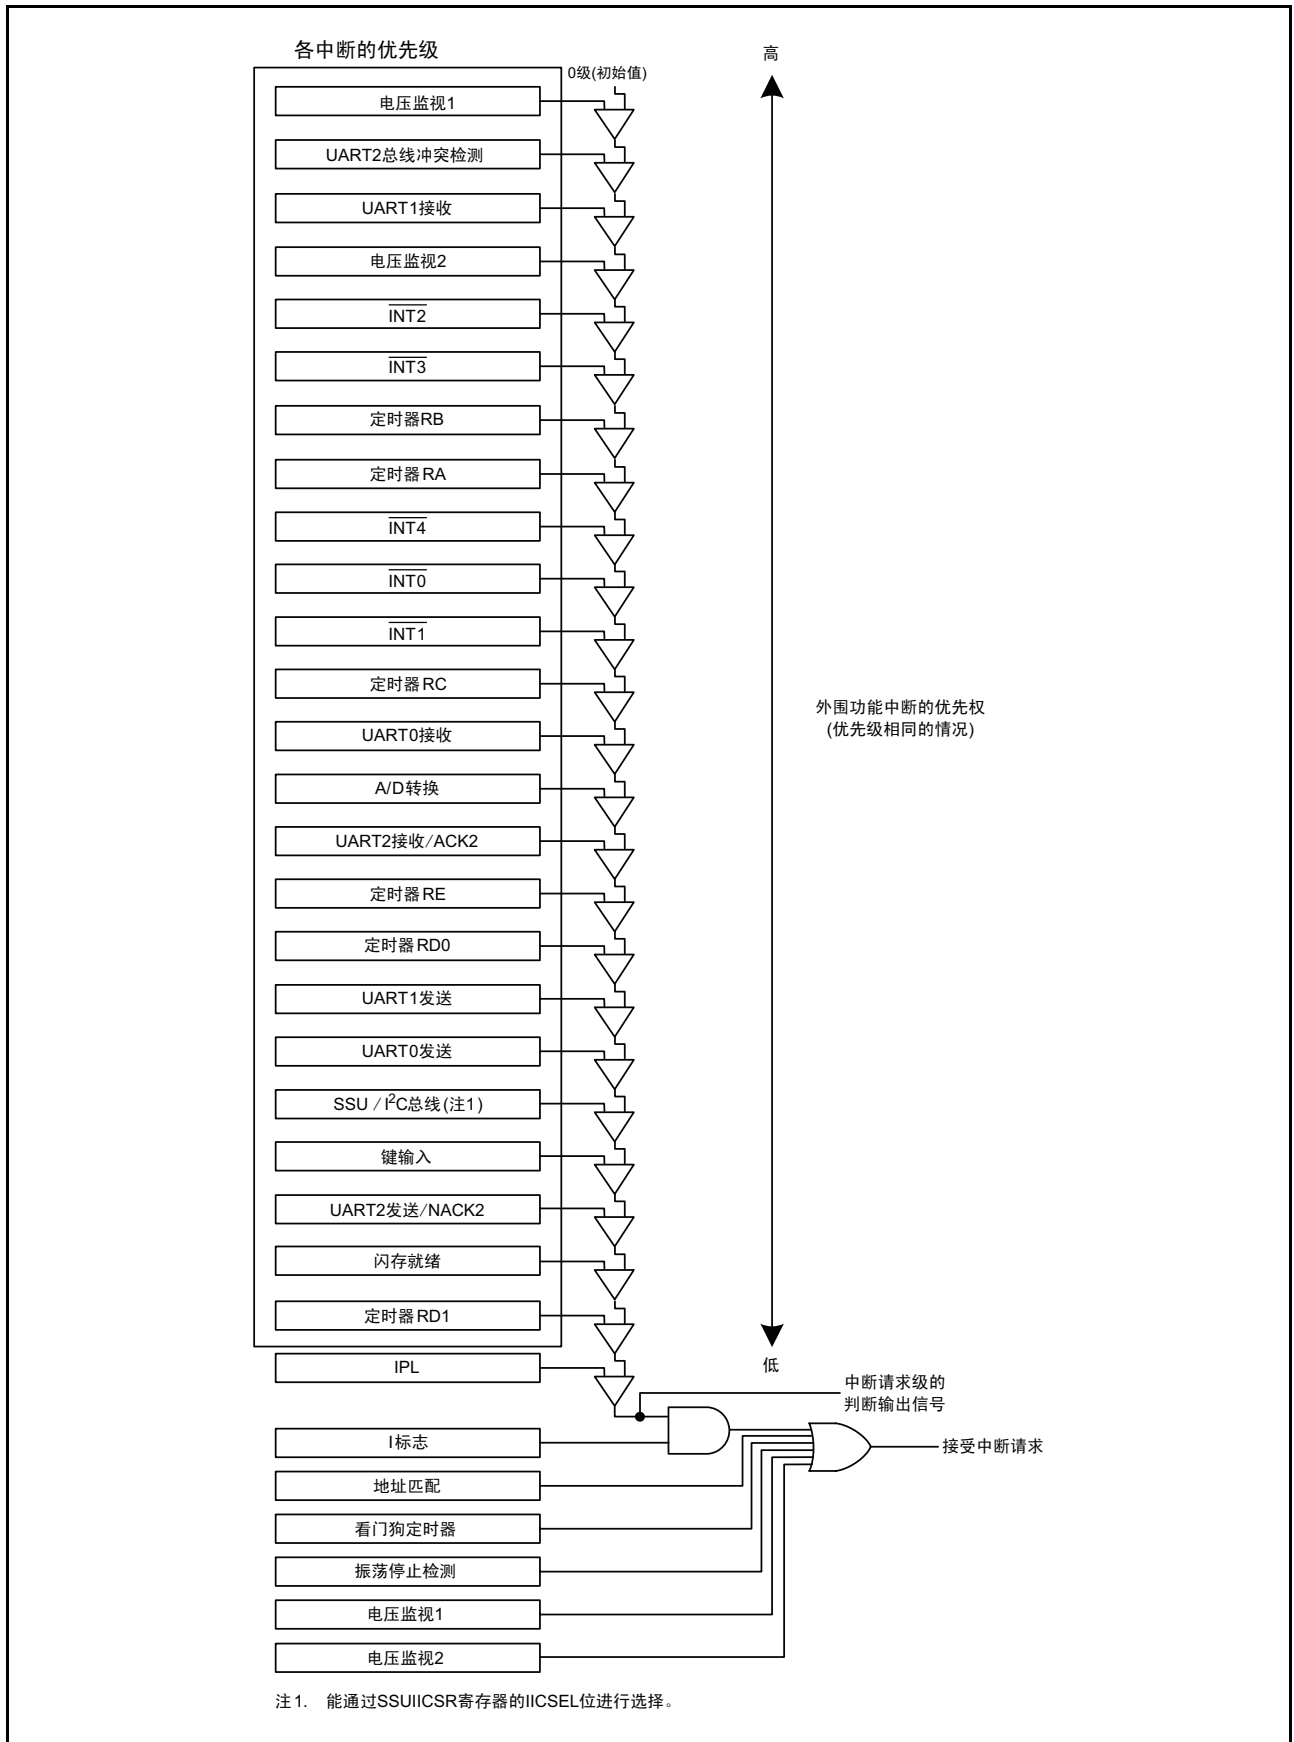 各中断的优先级
高
0级(初始值)
电压监视1
UART2总线冲突检测
UART1接收
电压监视2
INT2
INT3
定时器RB
定时器RA
INT4
INT0
INT1
定时器RC
外围功能中断的优先权
(优先级相同的情况)
UART0接收
A/D转换
UART2接收/ACK2
定时器RE
定时器RD0
UART1发送
UART0发送
SSU / I²C总线(注1)
键输入
UART2发送/NACK2
闪存就绪
定时器RD1
低
IPL
中断请求级的
判断输出信号
I标志
接受中断请求
地址匹配
看门狗定时器
振荡停止检测
电压监视1
电压监视2
注1. 能通过SSUIICSR寄存器的IICSEL位进行选择。